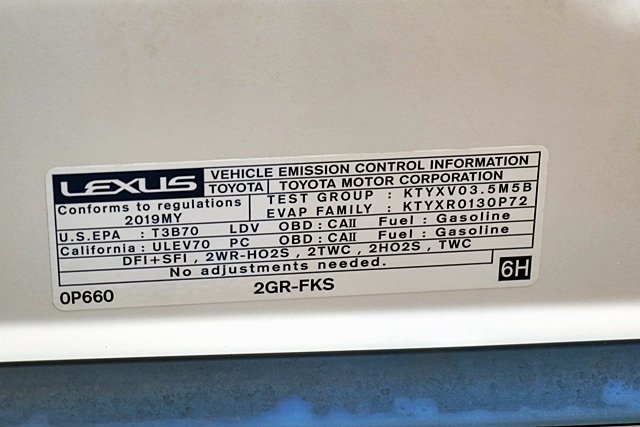 LEXUS VEHICLE EMISSION CONTROL INFORMATION
TOYOTA TOYOTA MOTOR CORPORATION
Conforms to regulations TEST GROUP : KTYXV03.5M5B
2019MY EVAP FAMILY : KTYXR0130P72
U.S.EPA : T3B70 LDV OBD : CAII Fuel : Gasoline
California : ULEV70 PC OBD : CAII Fuel : Gasoline
DFI+SFI , 2WR-HO2S , 2TWC , 2HO2S , TWC
No adjustments needed.
6H
0P660 2GR-FKS